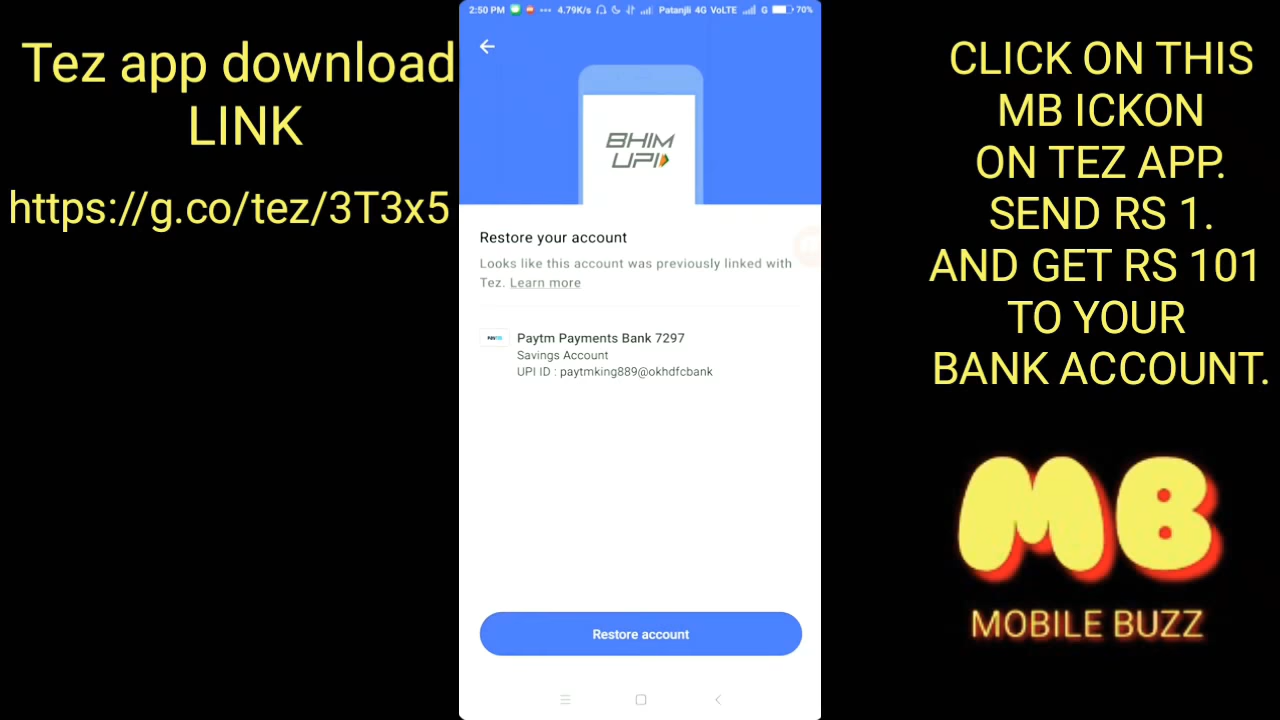 Tez app download
LINK
https://g.co/tez/3T3x5
2:50 PM
4.79K/s
Patanjli 4G VoLTE
G
70%
BHIM
UPI
Restore your account
Looks like this account was previously linked with
Tez. Learn more
Paytm
Paytm Payments Bank 7297
Savings Account
UPI ID : paytmking889@okhdfcbank
Restore account
CLICK ON THIS
MB ICKON
ON TEZ APP.
SEND RS 1.
AND GET RS 101
TO YOUR
BANK ACCOUNT.
MB
MOBILE BUZZ